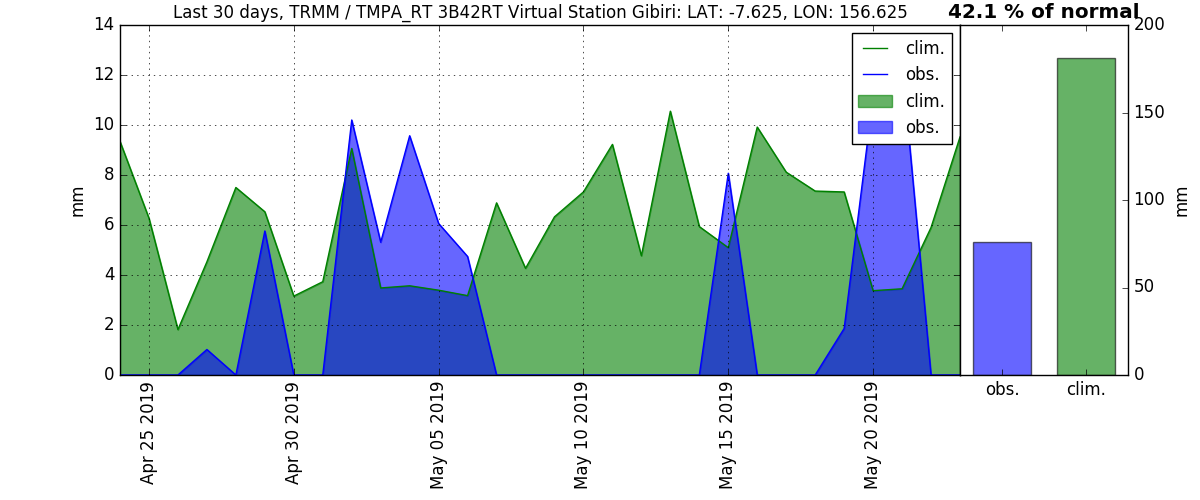 Last 30 days, TRMM / TMPA_RT 3B42RT Virtual Station Gibiri: LAT: -7.625, LON: 156.625
42.1 % of normal
14
12
10
8
6
4
2
0
mm
clim.
obs.
clim.
obs.
Apr 25 2019
Apr 30 2019
May 05 2019
May 10 2019
May 15 2019
May 20 2019
200
150
100
50
0
mm
obs.
clim.